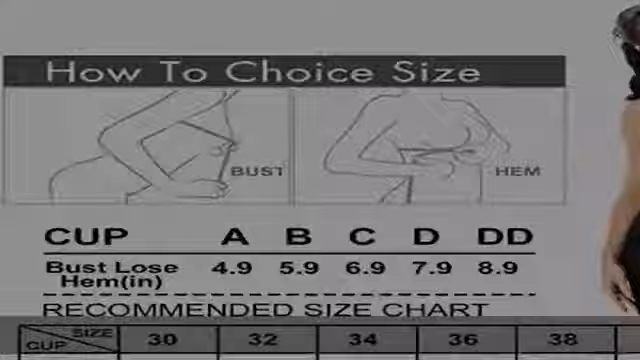 How To Choice Size
BUST HEM
CUP A B C D DD
Bust Lose 4.9 5.9 6.9 7.9 8.9
Hem(in)
RECOMMENDED SIZE CHART
SIZE 30 32 34 36 38
CUP